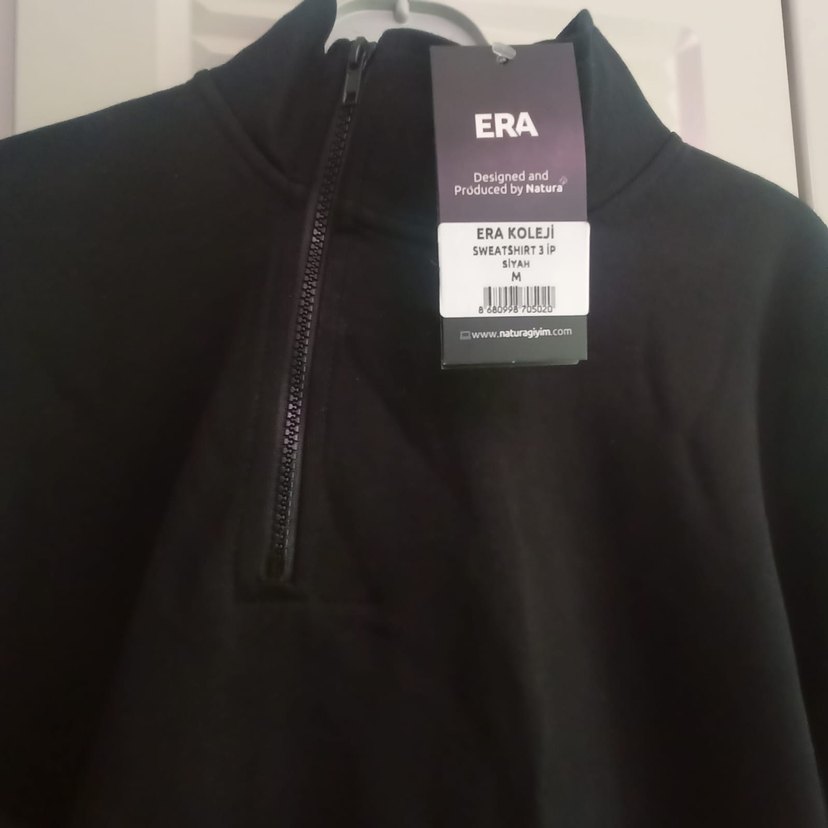 ERA
Designed and
Produced by Natura
ERA KOLEJİ
SWEATSHIRT 3 İP
SİYAH
M
8 680998 705020
www.naturagiyim.com